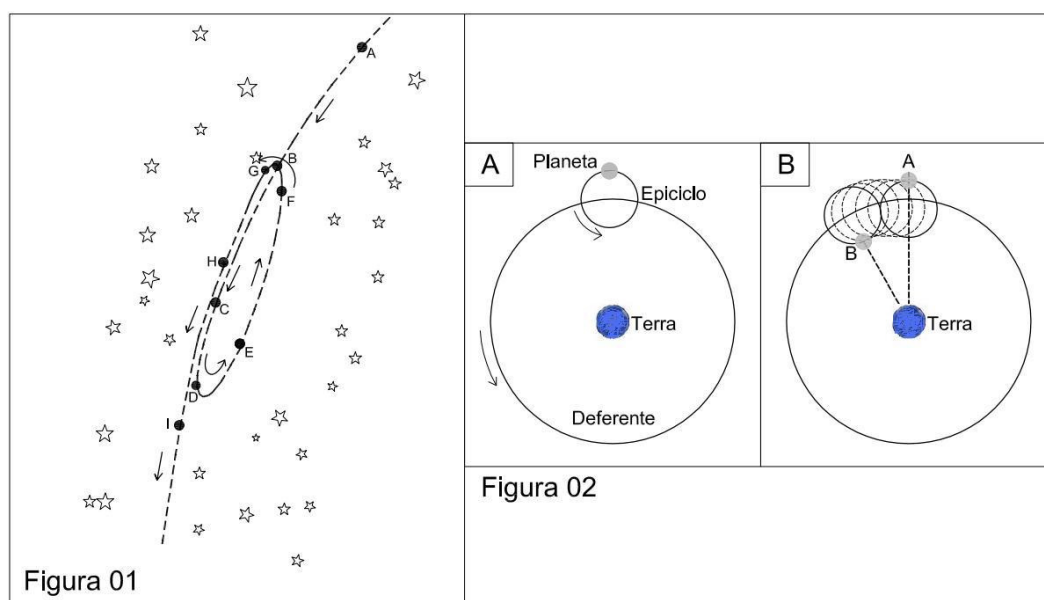 A
B
G
F
H
C
E
D
I
Figura 01
A
Planeta
Epiciclo
Terra
Deferente
B
A
B
Terra
Figura 02